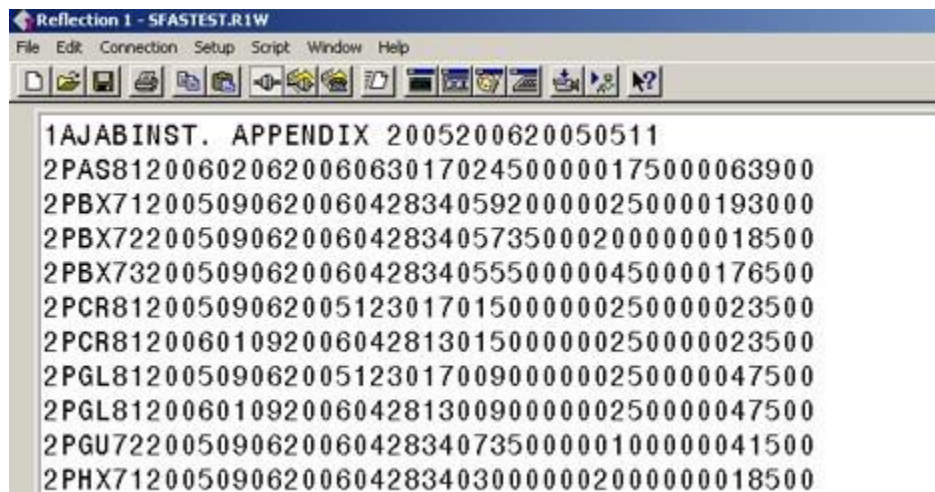 Reflection 1 - SFASTEST.R1W
File Edit Connection Setup Script Window Help
1AJABINST. APPENDIX 2005200620050511
2PAS81200602062006063017024500000175000063900
2PBX71200509062006042834059200000250000193000
2PBX72200509062006042834057350002000000018500
2PBX73200509062006042834055500000450000176500
2PCR81200509062005123017015000000250000023500
2PCR81200601092006042813015000000250000023500
2PGL81200509062005123017009000000250000047500
2PGL81200601092006042813009000000250000047500
2PGU72200509062006042834073500000100000041500
2PHX71200509062006042834030000000200000018500